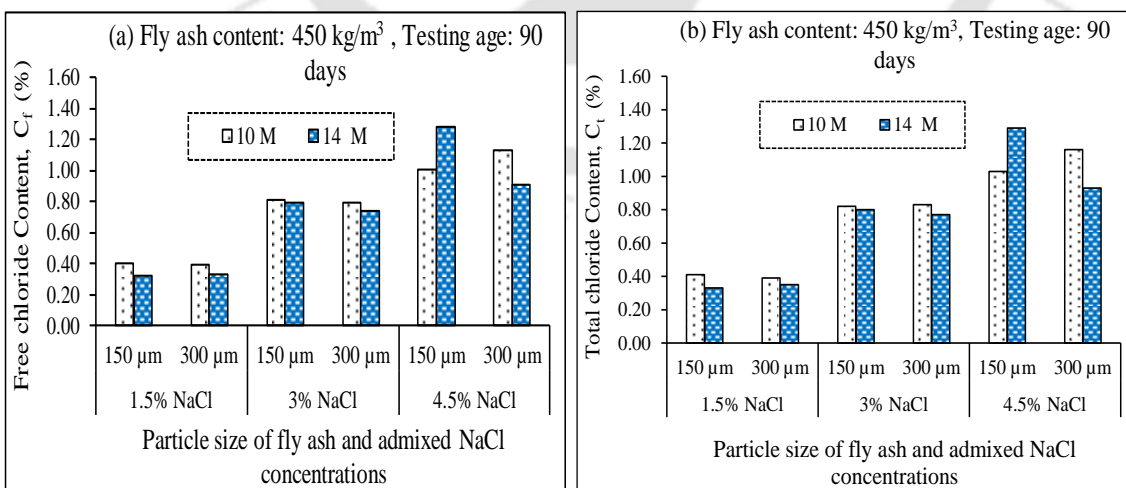 (a) Fly ash content: 450 kg/m³ , Testing age: 90
days
Free chloride Content, C_f (%)
1.60
1.40
1.20
1.00
0.80
0.60
0.40
0.20
0.00
10 M
14 M
150 µm 300 µm 150 µm 300 µm 150 µm 300 µm
1.5% NaCl 3% NaCl 4.5% NaCl
Particle size of fly ash and admixed NaCl
concentrations
(b) Fly ash content: 450 kg/m³, Testing age: 90
days
Total chloride Content, C_t (%)
1.60
1.40
1.20
1.00
0.80
0.60
0.40
0.20
0.00
10 M
14 M
150 µm 300 µm 150 µm 300 µm 150 µm 300 µm
1.5% NaCl 3% NaCl 4.5% NaCl
Particle size of fly ash and admixed NaCl
concentrations